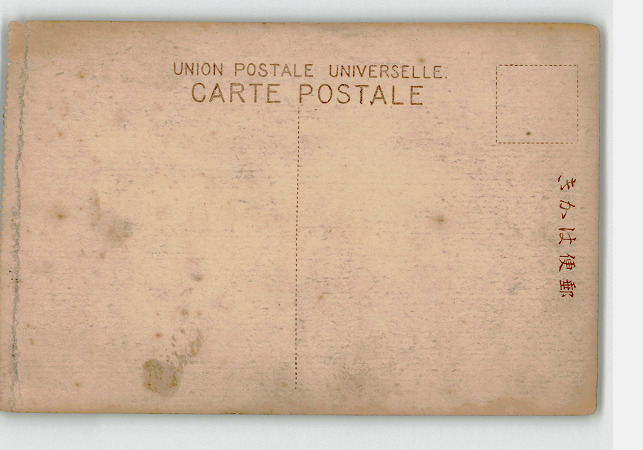 UNION POSTALE UNIVERSELLE.
CARTE POSTALE
きかは便郵